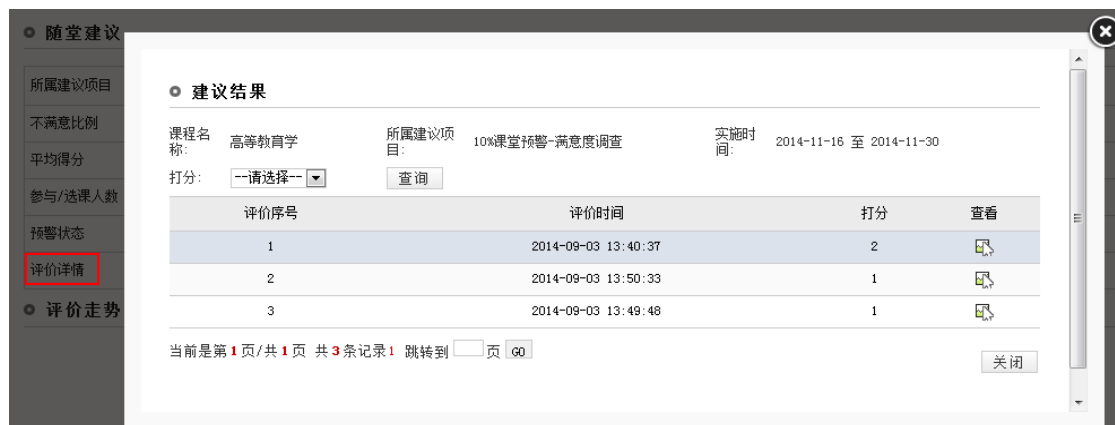 随堂建议
所属建议项目
不满意比例
平均得分
参与/选课人数
预警状态
评价详情
评价走势
建议结果
课程名称: 高等教育学 所属建议项目: 10%课堂预警-满意度调查 实施时间: 2014-11-16 至 2014-11-30
打分: --请选择-- 查询
评价序号 评价时间 打分 查看
1 2014-09-03 13:40:37 2
2 2014-09-03 13:50:33 1
3 2014-09-03 13:49:48 1
当前是第1页/共1页 共3条记录1 跳转到 页 GO
关闭